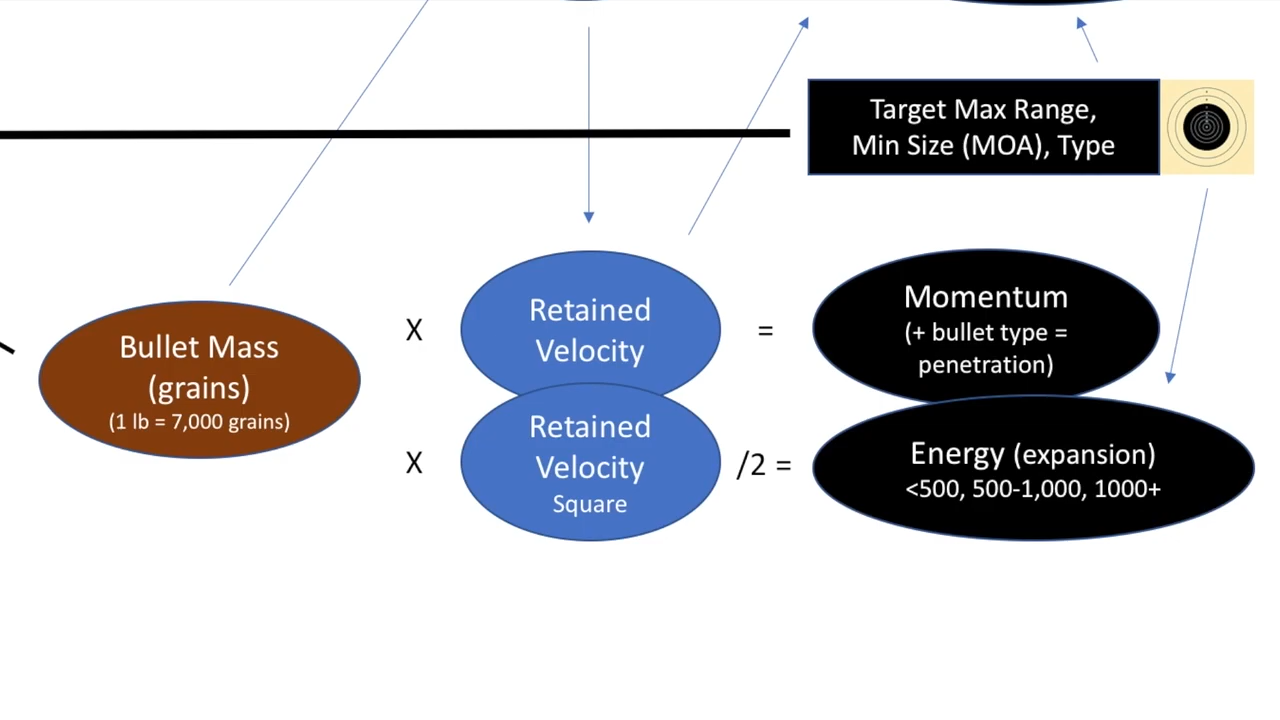 Target Max Range,
Min Size (MOA), Type
Bullet Mass
(grains)
(1 lb = 7,000 grains)
X
Retained
Velocity
=
Momentum
(+ bullet type =
penetration)
X
Retained
Velocity
Square
/2 =
Energy (expansion)
<500, 500-1,000, 1000+